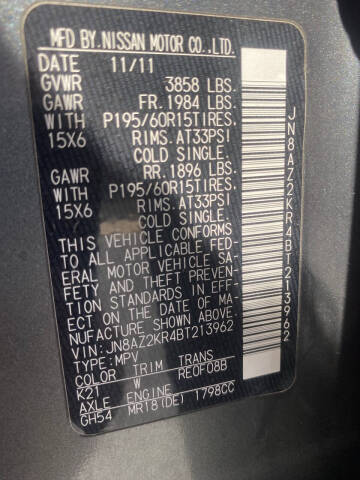 MFD BY.NISSAN MOTOR CO.,LTD.
DATE 11/11
GVWR 3858 LBS.
GAWR FR.1984 LBS.
WITH P195/60R15TIRES,
15X6 RIMS.AT33PSI
COLD SINGLE.
GAWR RR.1896 LBS.
WITH P195/60R15TIRES,
15X6 RIMS.AT33PSI
COLD SINGLE.
THIS VEHICLE CONFORMS
TO ALL APPLICABLE FED-
ERAL MOTOR VEHICLE SA-
FETY AND THEFT PREVEN-
TION STANDARDS IN EFF-
ECT ON THE DATE OF MA-
NUFACTURE SHOWN ABOVE.
VIN:JN8AZ2KR4BT213962
TYPE:MPV
COLOR TRIM TRANS
K21 W RE0F08B
AXLE ENGINE
GH54 MR18(DE) 1798CC
JN8AZ2KR4BT213962